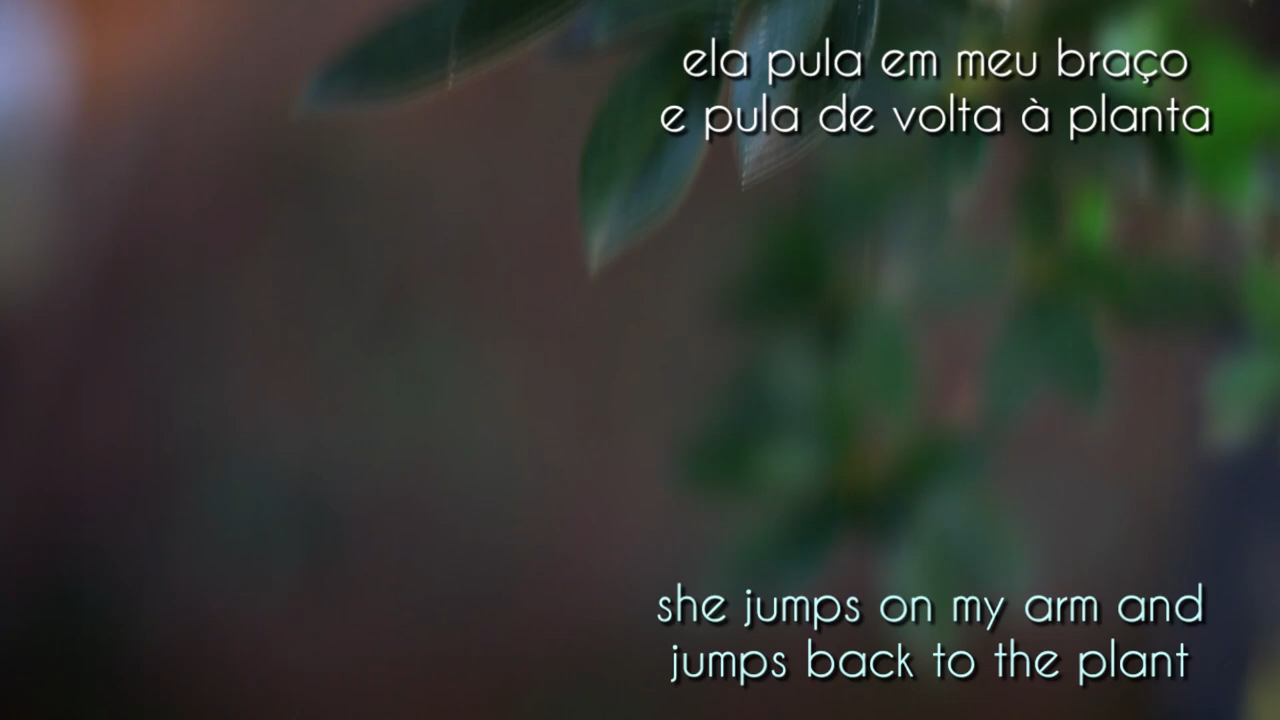 ela pula em meu braço
e pula de volta à planta
she jumps on my arm and
jumps back to the plant